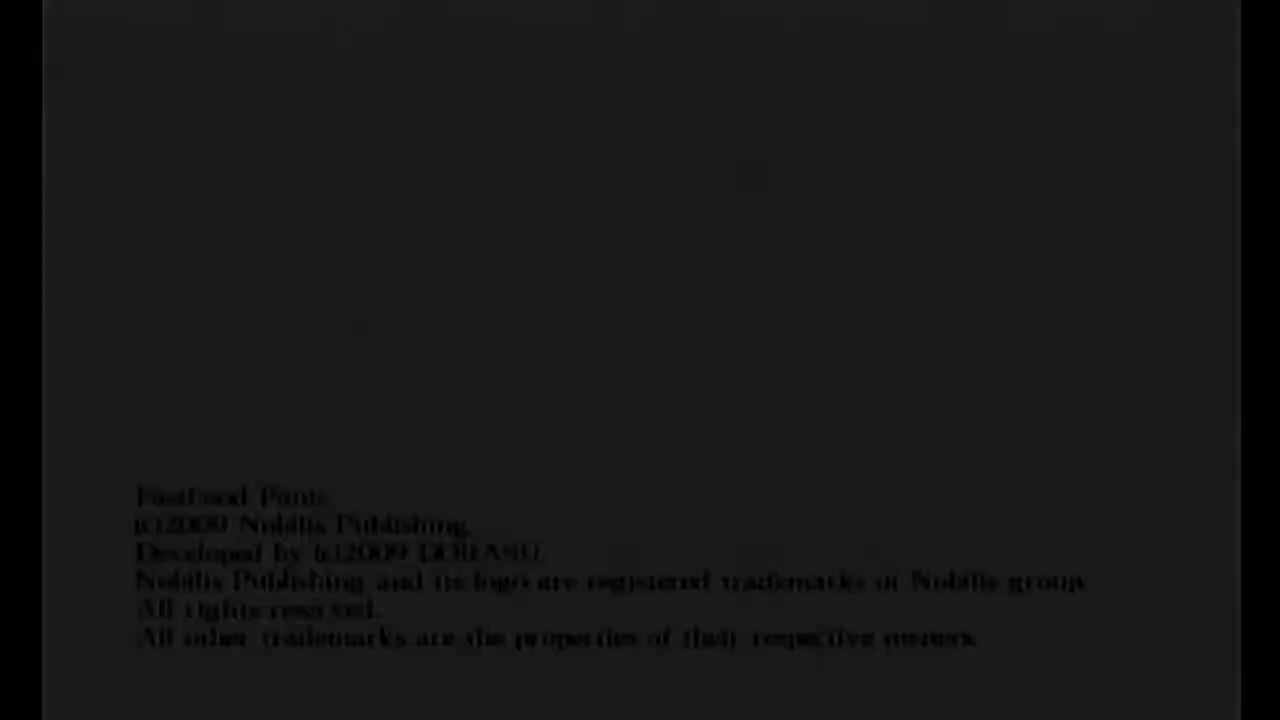 Fastfood Panic
(c)2009 Nobilis Publishing.
Developed by (c)2009
Nobilis Publishing and its logo are registered trademarks of Nobilis group.
All rights reserved.
All other trademarks are the properties of their respective owners.